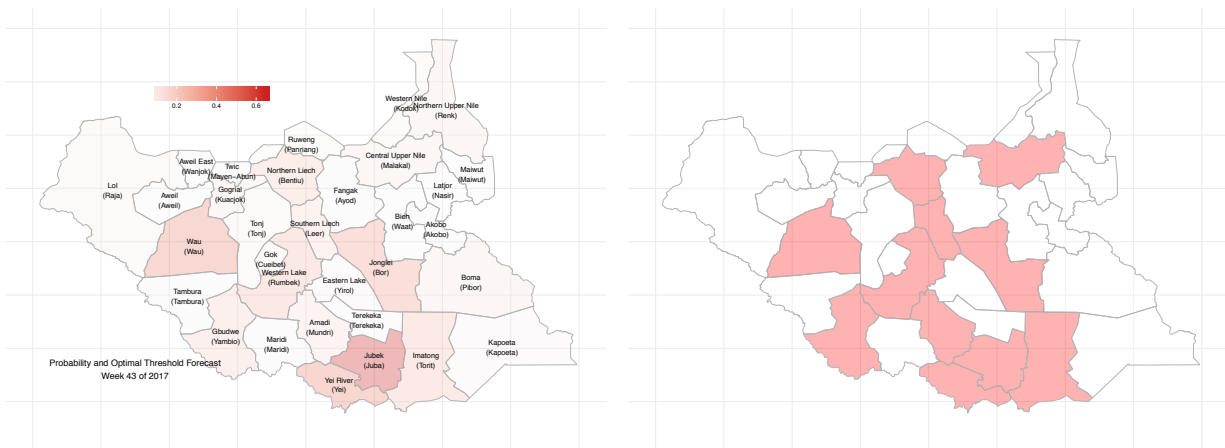 Western Nile
(Kodok)
Northern Upper Nile
(Renk)
0.2 0.4 0.6
Ruweng
(Pariang)
Aweil East
(Wanjok)
Twic
(Mayen-Abun)
Northern Liech
(Bentiu)
Central Upper Nile
(Malakal)
Maiwut
(Maiwut)
Lol
(Raja)
Aweil
(Aweil)
Gogrial
(Kuacjok)
Fangak
(Ayod)
Latjor
(Nasir)
Tonj
(Tonj)
Southern Liech
(Leer)
Bieh
(Waat)
Akobo
(Akobo)
Wau
(Wau)
Gok
(Cueibet)
Western Lake
(Rumbek)
Jonglei
(Bor)
Eastern Lake
(Yirol)
Boma
(Pibor)
Tambura
(Tambura)
Terekeka
(Terekeka)
Amadi
(Mundri)
Gbudwe
(Yambio)
Maridi
(Maridi)
Kapoeta
(Kapoeta)
Jubek
(Juba)
Imatong
(Torit)
Probability and Optimal Threshold Forecast
Week 43 of 2017
Yei River
(Yei)